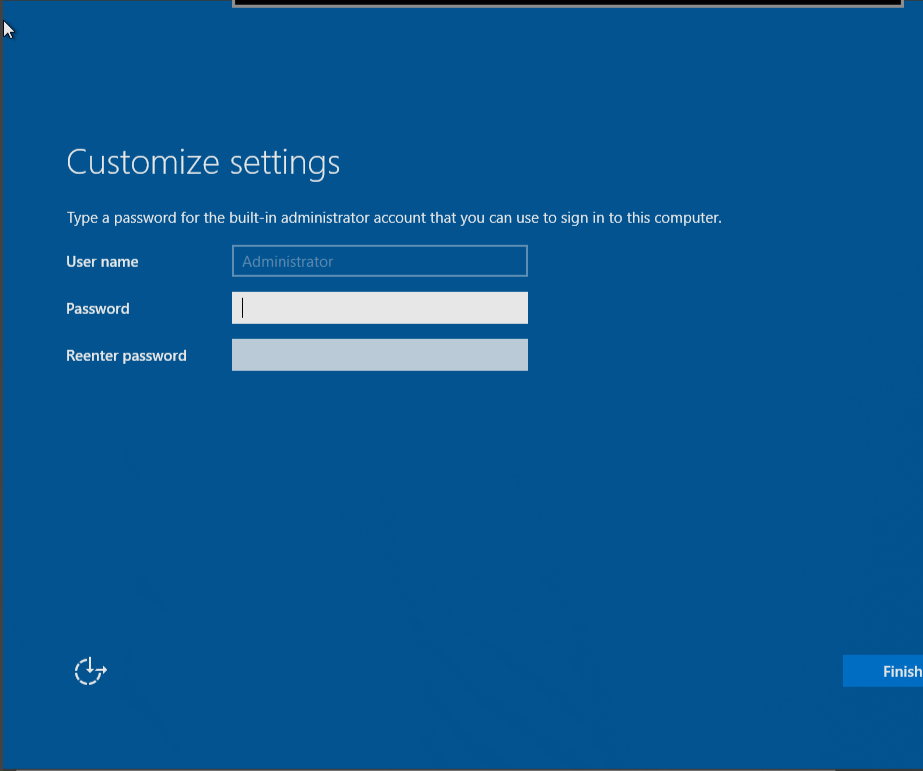 Customize settings
Type a password for the built-in administrator account that you can use to sign in to this computer.
User name Administrator
Password
Reenter password
Finish